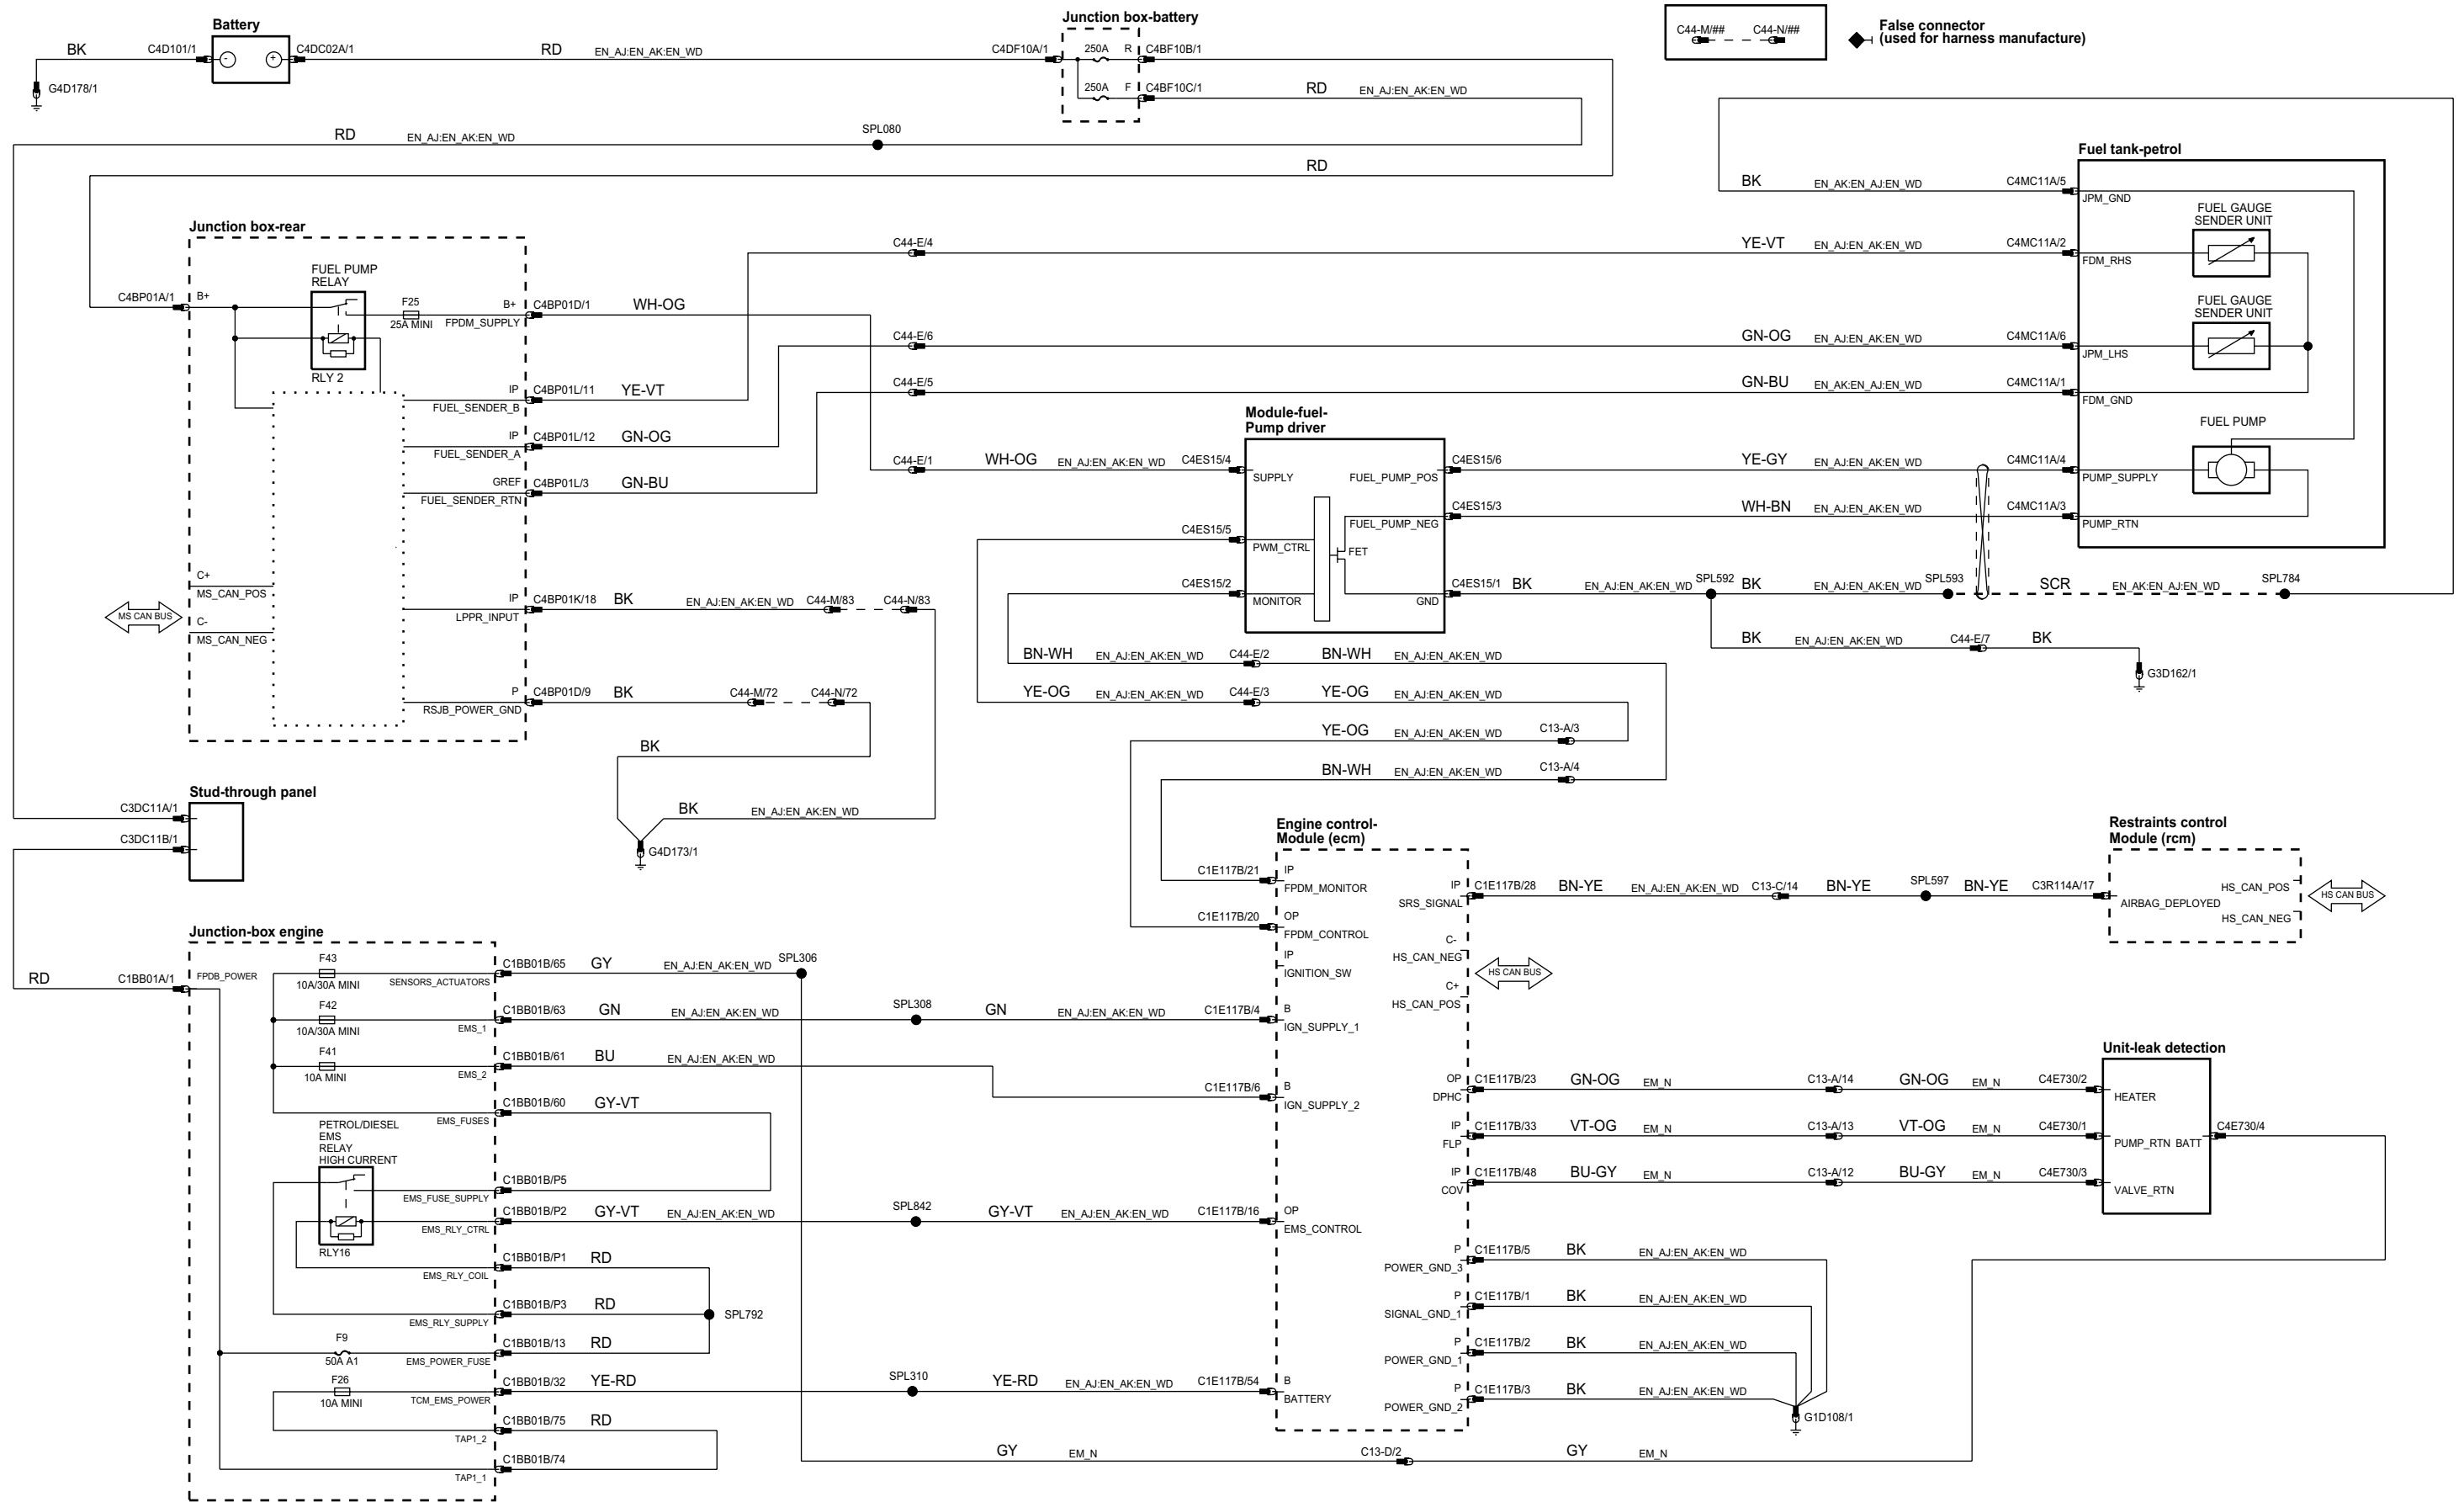 Battery
BK
C4D101/1
-
+
C4DC02A/1
G4D178/1
RD
EN_AJ:EN_AK:EN_WD
Junction box-battery
C4DF10A/1
250A R
C4BF10B/1
250A F
C4BF10C/1
RD
EN_AJ:EN_AK:EN_WD
C44-M/##
C44-N/##
False connector
(used for harness manufacture)
RD
EN_AJ:EN_AK:EN_WD
SPL080
RD
Junction box-rear
C4BP01A/1
B+
FUEL PUMP
RELAY
RLY 2
F25
25A MINI
B+
FPDM_SUPPLY
C4BP01D/1
WH-OG
IP
FUEL_SENDER_B
C4BP01L/11
YE-VT
IP
FUEL_SENDER_A
C4BP01L/12
GN-OG
GREF
FUEL_SENDER_RTN
C4BP01L/3
GN-BU
C+
MS_CAN_POS
MS CAN BUS
C-
MS_CAN_NEG
IP
LPPR_INPUT
C4BP01K/18
BK
EN_AJ:EN_AK:EN_WD
C44-M/83
C44-N/83
P
RSJB_POWER_GND
C4BP01D/9
BK
C44-M/72
C44-N/72
BK
BK
EN_AJ:EN_AK:EN_WD
G4D173/1
C44-E/4
C44-E/6
C44-E/5
C44-E/1
WH-OG
EN_AJ:EN_AK:EN_WD
Fuel tank-petrol
BK
EN_AK:EN_AJ:EN_WD
C4MC11A/5
JPM_GND
FUEL GAUGE
SENDER UNIT
YE-VT
EN_AJ:EN_AK:EN_WD
C4MC11A/2
FDM_RHS
FUEL GAUGE
SENDER UNIT
GN-OG
EN_AJ:EN_AK:EN_WD
C4MC11A/6
JPM_LHS
GN-BU
EN_AK:EN_AJ:EN_WD
C4MC11A/1
FDM_GND
FUEL PUMP
YE-GY
EN_AJ:EN_AK:EN_WD
C4MC11A/4
PUMP_SUPPLY
WH-BN
EN_AJ:EN_AK:EN_WD
C4MC11A/3
PUMP_RTN
Module-fuel-
Pump driver
C4ES15/4
SUPPLY
FUEL_PUMP_POS
C4ES15/6
FUEL_PUMP_NEG
C4ES15/3
C4ES15/5
PWM_CTRL
FET
C4ES15/2
MONITOR
GND
C4ES15/1
BK
EN_AJ:EN_AK:EN_WD
SPL592
BK
EN_AJ:EN_AK:EN_WD
SPL593
SCR
EN_AK:EN_AJ:EN_WD
SPL784
BK
EN_AJ:EN_AK:EN_WD
C44-E/7
BK
G3D162/1
BN-WH
EN_AJ:EN_AK:EN_WD
C44-E/2
BN-WH
EN_AJ:EN_AK:EN_WD
YE-OG
EN_AJ:EN_AK:EN_WD
C44-E/3
YE-OG
EN_AJ:EN_AK:EN_WD
YE-OG
EN_AJ:EN_AK:EN_WD
C13-A/3
BN-WH
EN_AJ:EN_AK:EN_WD
C13-A/4
Stud-through panel
C3DC11A/1
C3DC11B/1
Engine control-
Module (ecm)
C1E117B/21
IP
FPDM_MONITOR
C1E117B/20
OP
FPDM_CONTROL
IP
IGNITION_SW
C1E117B/4
B
IGN_SUPPLY_1
C1E117B/6
B
IGN_SUPPLY_2
C1E117B/16
OP
EMS_CONTROL
C1E117B/54
B
BATTERY
IP
SRS_SIGNAL
C1E117B/28
BN-YE
EN_AJ:EN_AK:EN_WD
C13-C/14
BN-YE
SPL597
BN-YE
C3R114A/17
Restraints control
Module (rcm)
AIRBAG_DEPLOYED
HS_CAN_POS
HS_CAN_NEG
HS CAN BUS
C-
HS_CAN_NEG
C+
HS_CAN_POS
HS CAN BUS
OP
DPHC
C1E117B/23
GN-OG
EM_N
C13-A/14
GN-OG
EM_N
C4E730/2
IP
FLP
C1E117B/33
VT-OG
EM_N
C13-A/13
VT-OG
EM_N
C4E730/1
IP
COV
C1E117B/48
BU-GY
EM_N
C13-A/12
BU-GY
EM_N
C4E730/3
Unit-leak detection
HEATER
PUMP_RTN BATT
VALVE_RTN
C4E730/4
P
POWER_GND_3
C1E117B/5
BK
EN_AJ:EN_AK:EN_WD
P
SIGNAL_GND_1
C1E117B/1
BK
EN_AJ:EN_AK:EN_WD
P
POWER_GND_1
C1E117B/2
BK
EN_AJ:EN_AK:EN_WD
P
POWER_GND_2
C1E117B/3
BK
EN_AJ:EN_AK:EN_WD
G1D108/1
Junction-box engine
RD
C1BB01A/1
FPDB_POWER
F43
10A/30A MINI
SENSORS_ACTUATORS
C1BB01B/65
GY
EN_AJ:EN_AK:EN_WD
SPL306
F42
10A/30A MINI
EMS_1
C1BB01B/63
GN
EN_AJ:EN_AK:EN_WD
SPL308
GN
EN_AJ:EN_AK:EN_WD
F41
10A MINI
EMS_2
C1BB01B/61
BU
EN_AJ:EN_AK:EN_WD
EMS_FUSES
C1BB01B/60
GY-VT
PETROL/DIESEL
EMS
RELAY
HIGH CURRENT
RLY16
EMS_FUSE_SUPPLY
C1BB01B/P5
EMS_RLY_CTRL
C1BB01B/P2
GY-VT
EN_AJ:EN_AK:EN_WD
SPL842
GY-VT
EN_AJ:EN_AK:EN_WD
EMS_RLY_COIL
C1BB01B/P1
RD
EMS_RLY_SUPPLY
C1BB01B/P3
RD
SPL792
F9
50A A1
EMS_POWER_FUSE
C1BB01B/13
RD
F26
10A MINI
TCM_EMS_POWER
C1BB01B/32
YE-RD
SPL310
YE-RD
EN_AJ:EN_AK:EN_WD
TAP1_2
C1BB01B/75
RD
TAP1_1
C1BB01B/74
GY
EM_N
C13-D/2
GY
EM_N